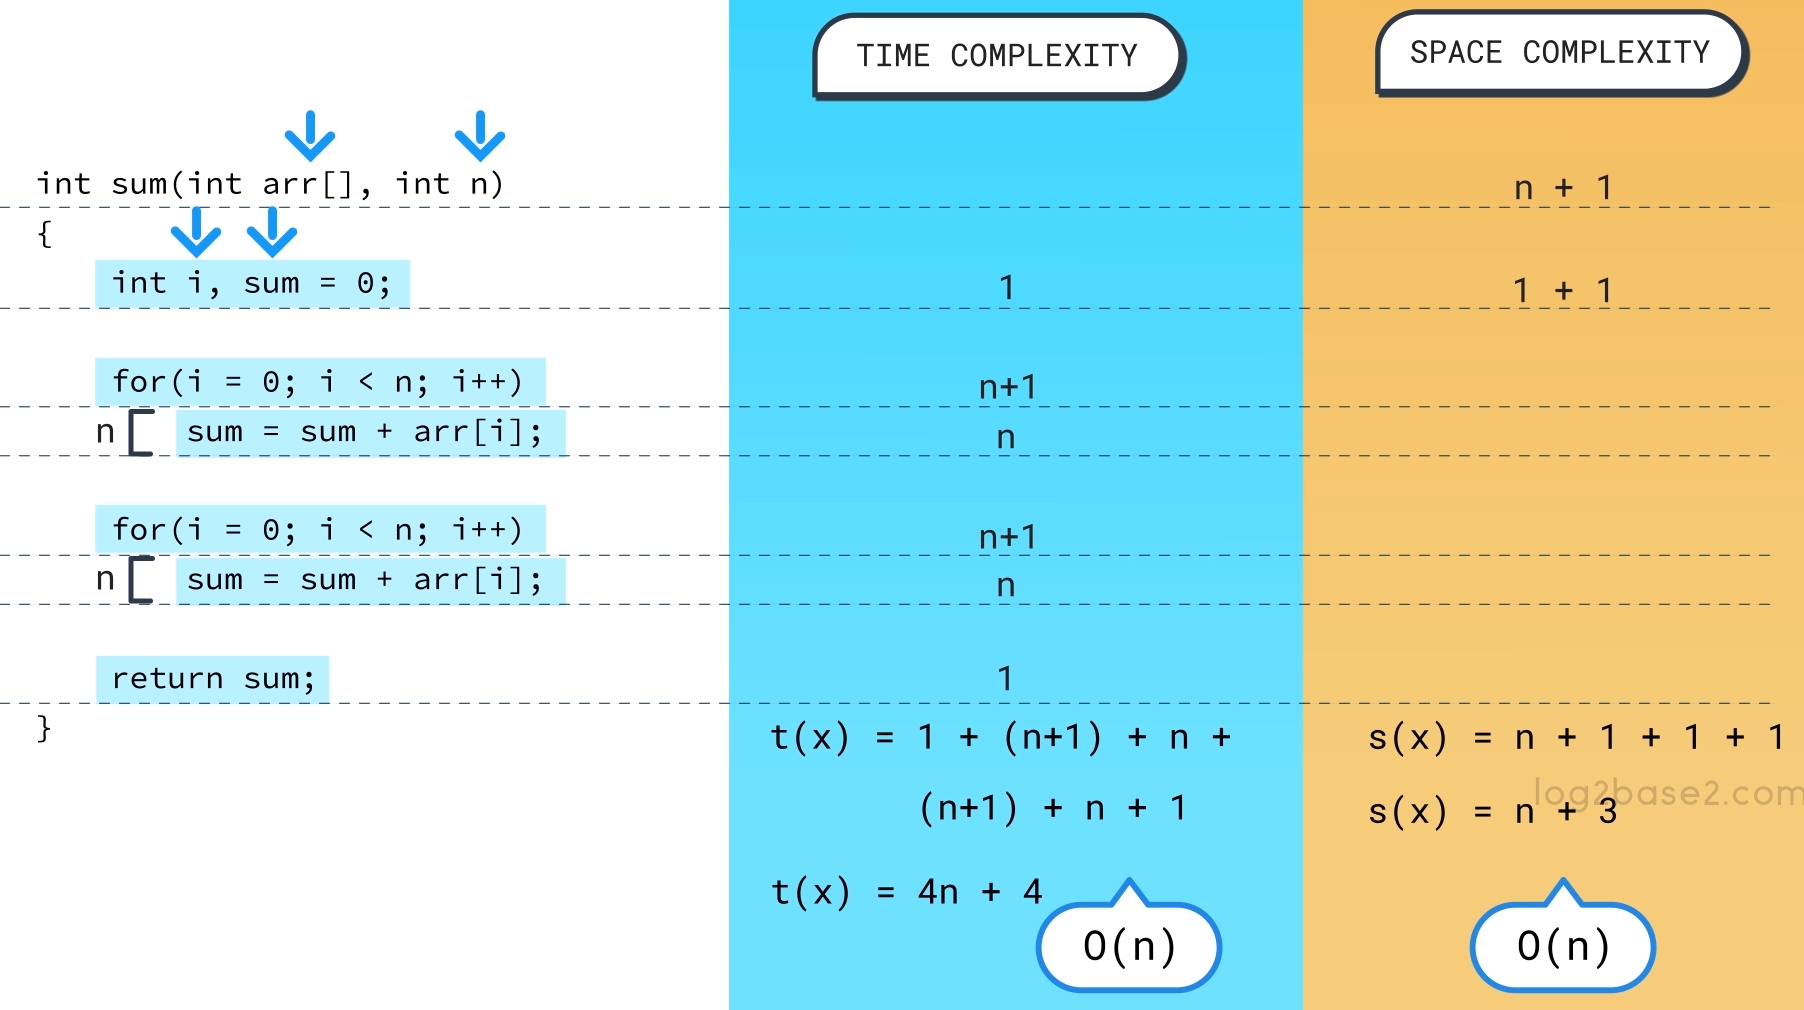 TIME COMPLEXITY
SPACE COMPLEXITY
int sum(int arr[], int n)
n + 1
{
int i, sum = 0;
1
1 + 1
for(i = 0; i < n; i++)
n+1
n
sum = sum + arr[i];
n
for(i = 0; i < n; i++)
n+1
n
sum = sum + arr[i];
n
return sum;
1
}
t(x) = 1 + (n+1) + n +
(n+1) + n + 1
t(x) = 4n + 4
O(n)
s(x) = n + 1 + 1 + 1
log2base2.com
s(x) = n + 3
O(n)